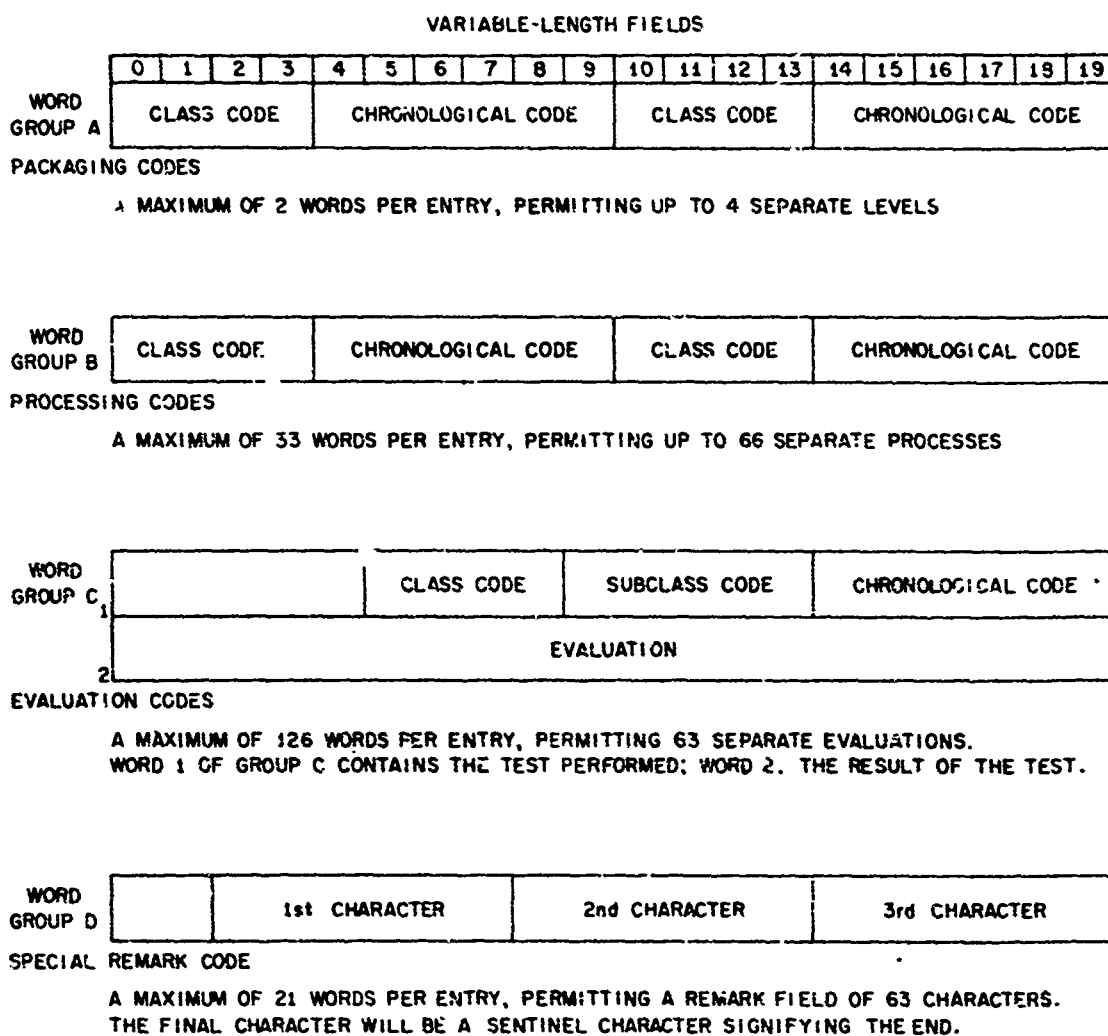 VARIABLE-LENGTH FIELDS
0 1 2 3 4 5 6 7 8 9 10 11 12 13 14 15 16 17 18 19
WORD GROUP A CLASS CODE CHRONOLOGICAL CODE CLASS CODE CHRONOLOGICAL CODE
PACKAGING CODES
A MAXIMUM OF 2 WORDS PER ENTRY, PERMITTING UP TO 4 SEPARATE LEVELS
WORD GROUP B CLASS CODE CHRONOLOGICAL CODE CLASS CODE CHRONOLOGICAL CODE
PROCESSING CODES
A MAXIMUM OF 33 WORDS PER ENTRY, PERMITTING UP TO 66 SEPARATE PROCESSES
WORD GROUP C 1 CLASS CODE SUBCLASS CODE CHRONOLOGICAL CODE
2 EVALUATION
EVALUATION CODES
A MAXIMUM OF 126 WORDS PER ENTRY, PERMITTING 63 SEPARATE EVALUATIONS.
WORD 1 OF GROUP C CONTAINS THE TEST PERFORMED; WORD 2. THE RESULT OF THE TEST.
WORD GROUP D 1st CHARACTER 2nd CHARACTER 3rd CHARACTER
SPECIAL REMARK CODE
A MAXIMUM OF 21 WORDS PER ENTRY, PERMITTING A REMARK FIELD OF 63 CHARACTERS.
THE FINAL CHARACTER WILL BE A SENTINEL CHARACTER SIGNIFYING THE END.